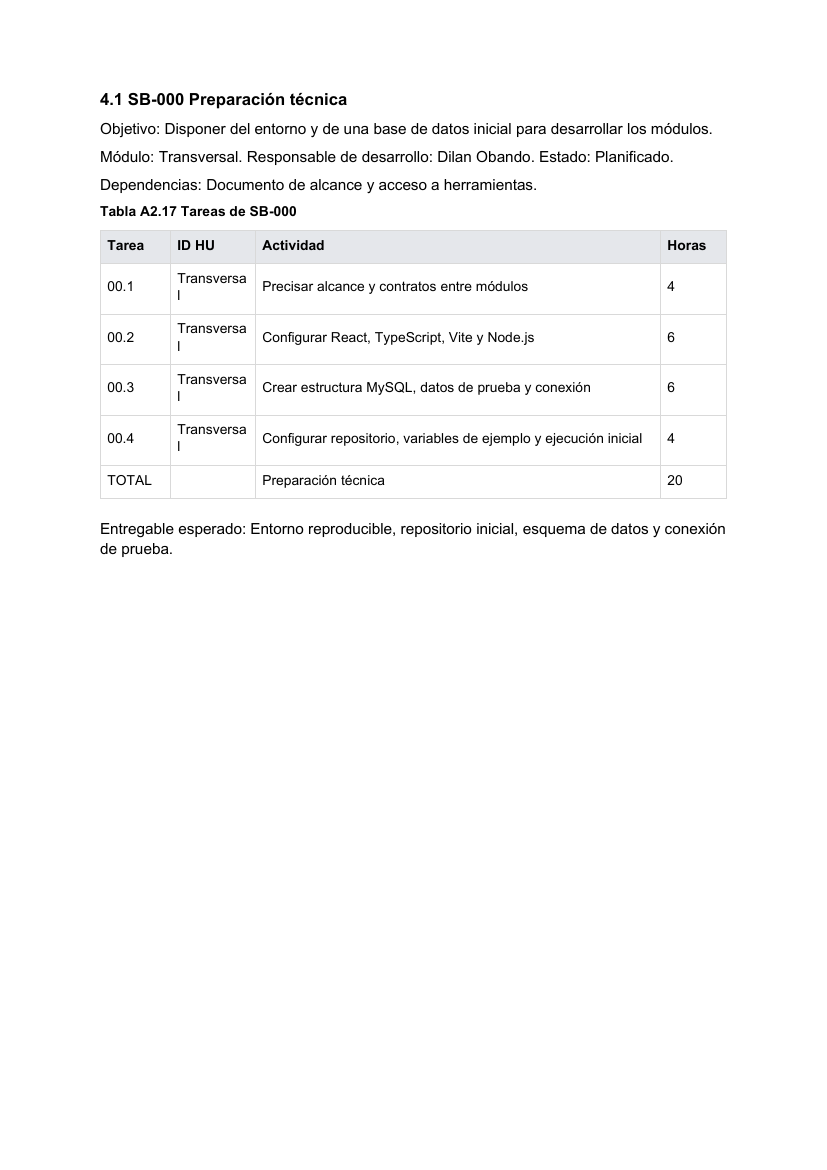 4.1 SB-000 Preparación técnica
Objetivo: Disponer del entorno y de una base de datos inicial para desarrollar los módulos.
Módulo: Transversal. Responsable de desarrollo: Dilan Obando. Estado: Planificado.
Dependencias: Documento de alcance y acceso a herramientas.
Tabla A2.17 Tareas de SB-000
Tarea ID HU Actividad Horas
00.1 Transversa
l Precisar alcance y contratos entre módulos 4
00.2 Transversa
l Configurar React, TypeScript, Vite y Node.js 6
00.3 Transversa
l Crear estructura MySQL, datos de prueba y conexión 6
00.4 Transversa
l Configurar repositorio, variables de ejemplo y ejecución inicial 4
TOTAL Preparación técnica 20
Entregable esperado: Entorno reproducible, repositorio inicial, esquema de datos y conexión
de prueba.